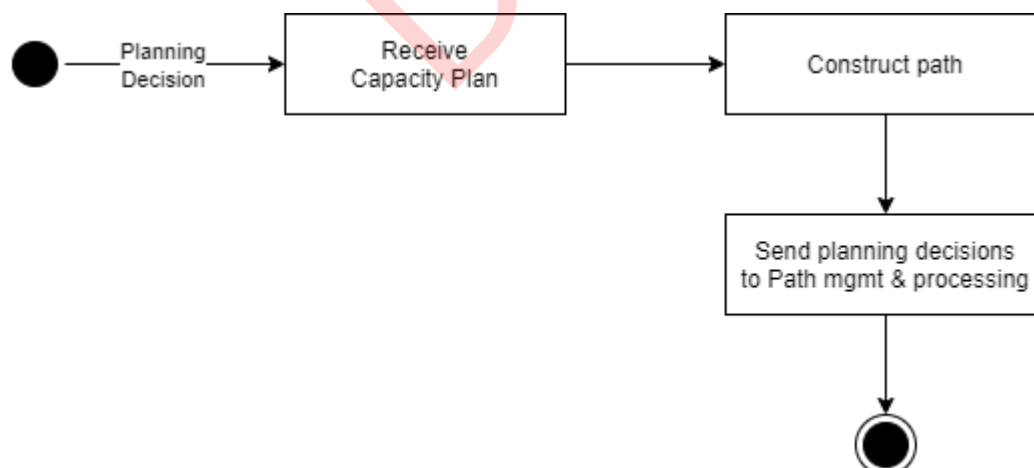 Planning
Decision
Receive
Capacity Plan
Construct path
Send planning decisions
to Path mgmt & processing